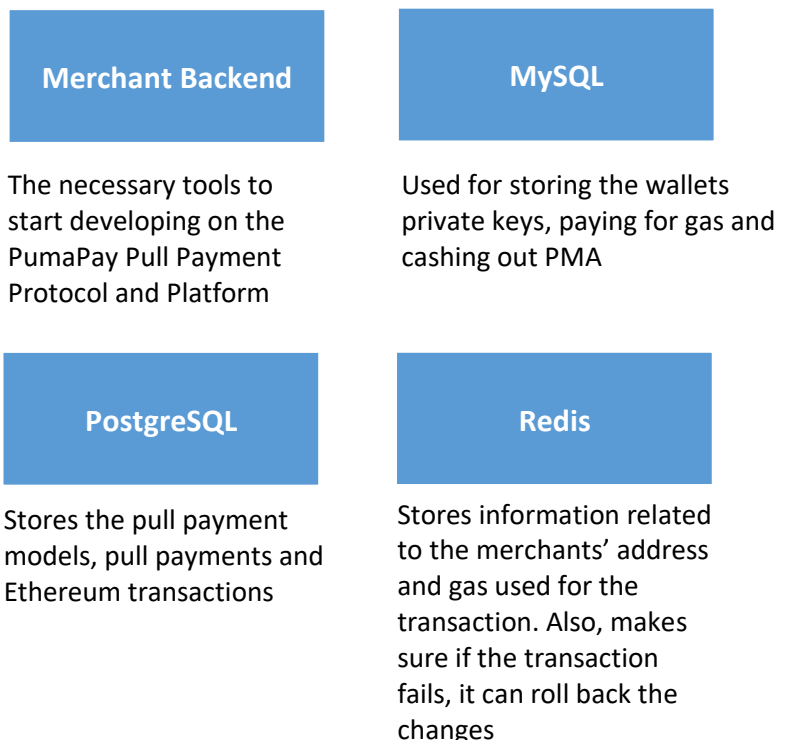 Merchant Backend
The necessary tools to
start developing on the
PumaPay Pull Payment
Protocol and Platform
MySQL
Used for storing the wallets
private keys, paying for gas and
cashing out PMA
PostgreSQL
Stores the pull payment
models, pull payments and
Ethereum transactions
Redis
Stores information related
to the merchants’ address
and gas used for the
transaction. Also, makes
sure if the transaction
fails, it can roll back the
changes